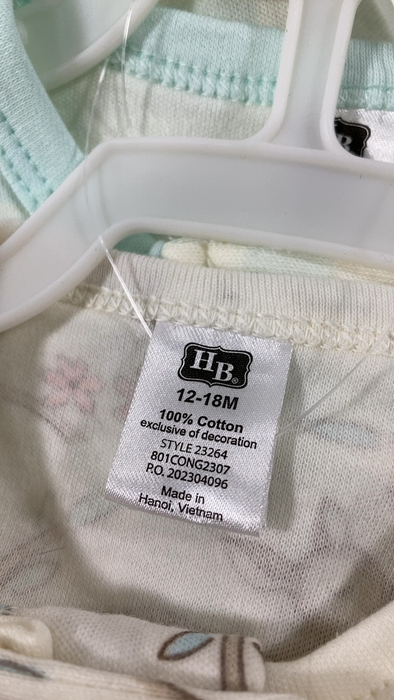 HB®
12-18M
100% Cotton
exclusive of decoration
STYLE 23264
801CONG2307
P.O. 202304096
Made in
Hanoi, Vietnam